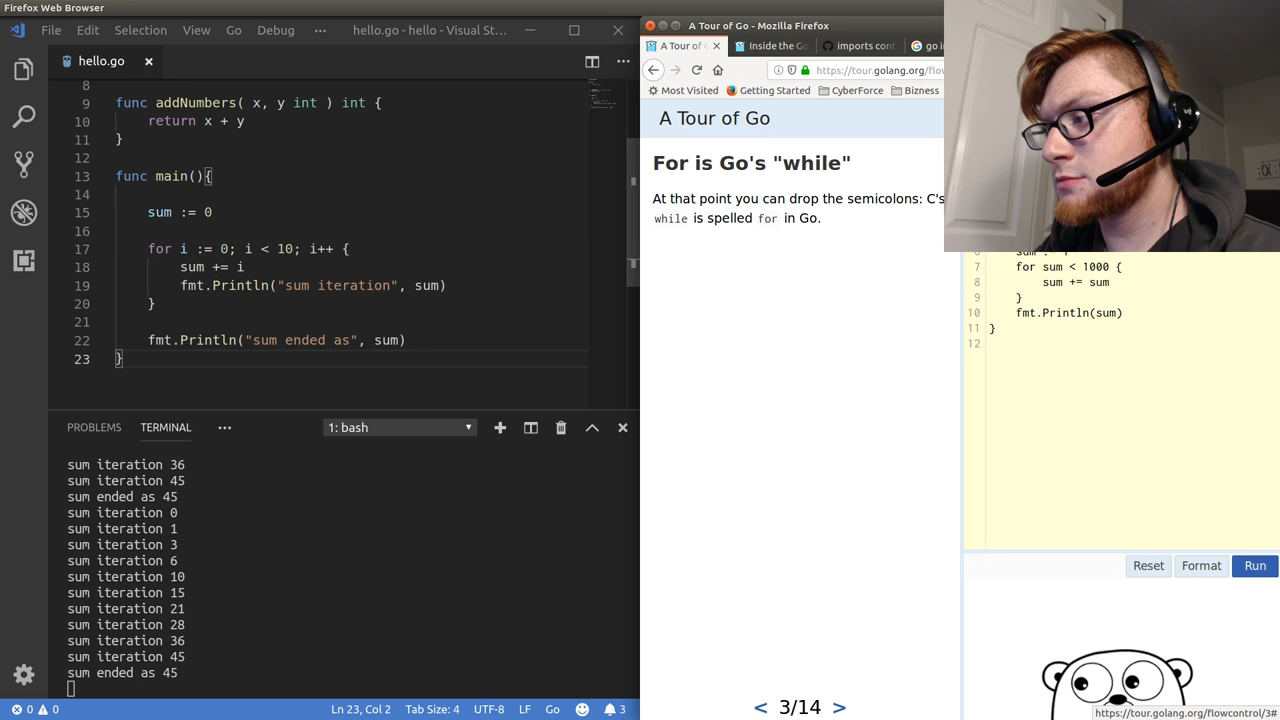 Firefox Web Browser
File Edit Selection View Go Debug ••• hello.go - hello - Visual St...
hello.go
8
9 func addNumbers( x, y int ) int {
10 return x + y
11 }
12
13 func main(){
14
15 sum := 0
16
17 for i := 0; i < 10; i++ {
18 sum += i
19 fmt.Println("sum iteration", sum)
20 }
21
22 fmt.Println("sum ended as", sum)
23 }
PROBLEMS TERMINAL ••• 1: bash
sum iteration 36
sum iteration 45
sum ended as 45
sum iteration 0
sum iteration 1
sum iteration 3
sum iteration 6
sum iteration 10
sum iteration 15
sum iteration 21
sum iteration 28
sum iteration 36
sum iteration 45
sum ended as 45
0 0 Ln 23, Col 2 Tab Size: 4 UTF-8 LF Go 3
A Tour of Go - Mozilla Firefox
A Tour of Inside the Go imports cont go i
https://tour.golang.org/flow
Most Visited Getting Started CyberForce Bizness
A Tour of Go
For is Go's "while"
At that point you can drop the semicolons: C's
while is spelled for in Go.
< 3/14 >
7 for sum < 1000 {
8 sum += sum
9 }
10 fmt.Println(sum)
11 }
12
Reset Format Run
https://tour.golang.org/flowcontrol/3#